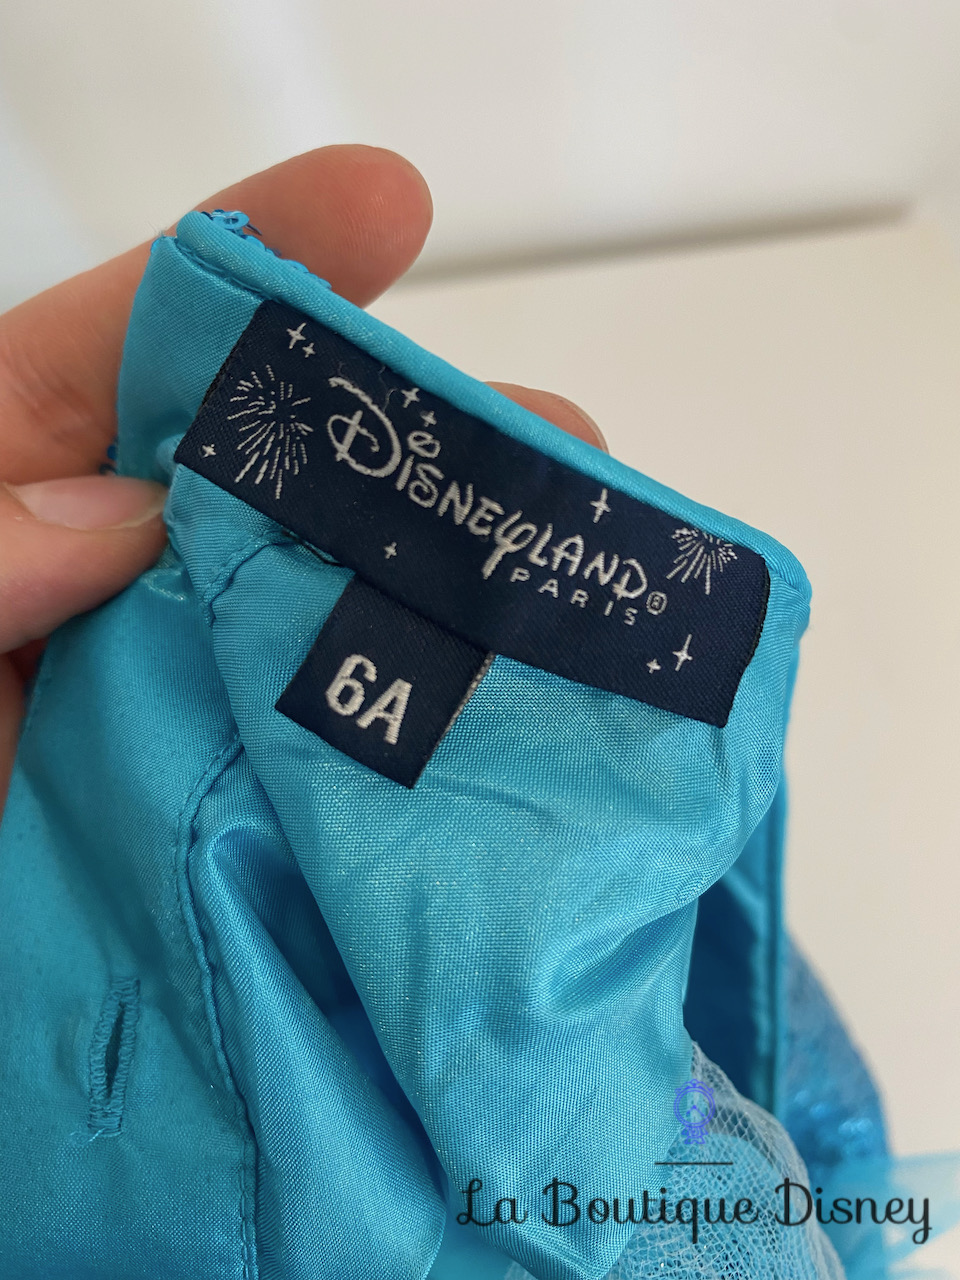 DISNEYLAND®
PARIS
6A
La Boutique Disney